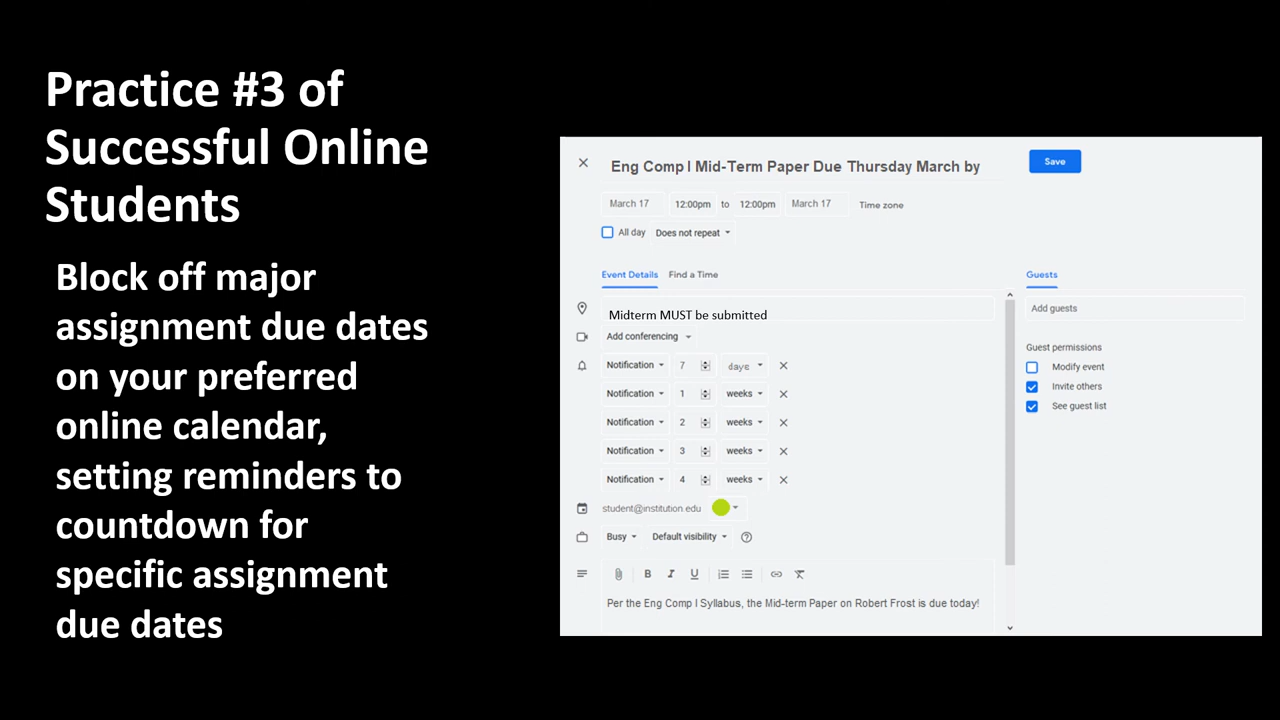 Practice #3 of
Successful Online
Students
Block off major
assignment due dates
on your preferred
online calendar,
setting reminders to
countdown for
specific assignment
due dates
Eng Comp I Mid-Term Paper Due Thursday March by
Save
March 17 12:00pm to 12:00pm March 17 Time zone
All day Does not repeat
Event Details Find a Time
Guests
Midterm MUST be submitted
Add guests
Add conferencing
Guest permissions
Notification 7 days
Modify event
Invite others
Notification 1 weeks
See guest list
Notification 2 weeks
Notification 3 weeks
Notification 4 weeks
student@institution.edu
Busy Default visibility
B I U
Per the Eng Comp I Syllabus, the Mid-term Paper on Robert Frost is due today!